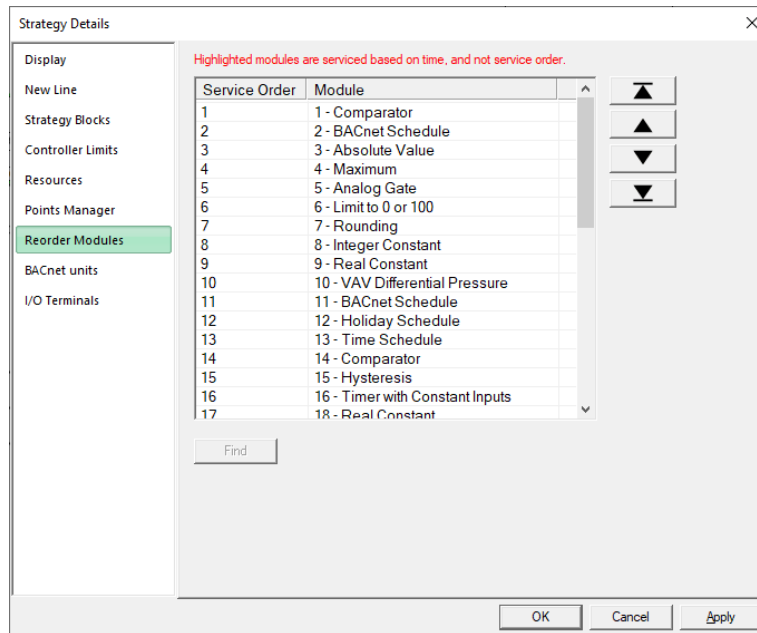 Strategy Details
Display
New Line
Strategy Blocks
Controller Limits
Resources
Points Manager
Reorder Modules
BACnet units
I/O Terminals
Highlighted modules are serviced based on time, and not service order.
Service Order Module
1 1 - Comparator
2 2 - BACnet Schedule
3 3 - Absolute Value
4 4 - Maximum
5 5 - Analog Gate
6 6 - Limit to 0 or 100
7 7 - Rounding
8 8 - Integer Constant
9 9 - Real Constant
10 10 - VAV Differential Pressure
11 11 - BACnet Schedule
12 12 - Holiday Schedule
13 13 - Time Schedule
14 14 - Comparator
15 15 - Hysteresis
16 16 - Timer with Constant Inputs
17 18 - Real Constant
Find
OK Cancel Apply